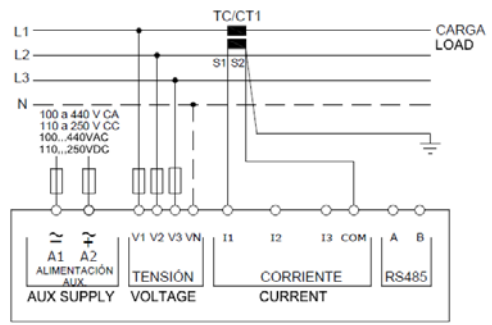 TC/CT1
L1
CARGA
LOAD
L2
S1 S2
L3
N
100 a 440 V CA
110 a 250 V CC
100...440VAC
110...250VDC
A1 A2
ALIMENTACIÓN
AUX.
AUX SUPPLY
V1 V2 V3 VN
TENSIÓN
VOLTAGE
I1 I2 I3 COM
CORRIENTE
CURRENT
A B
RS485